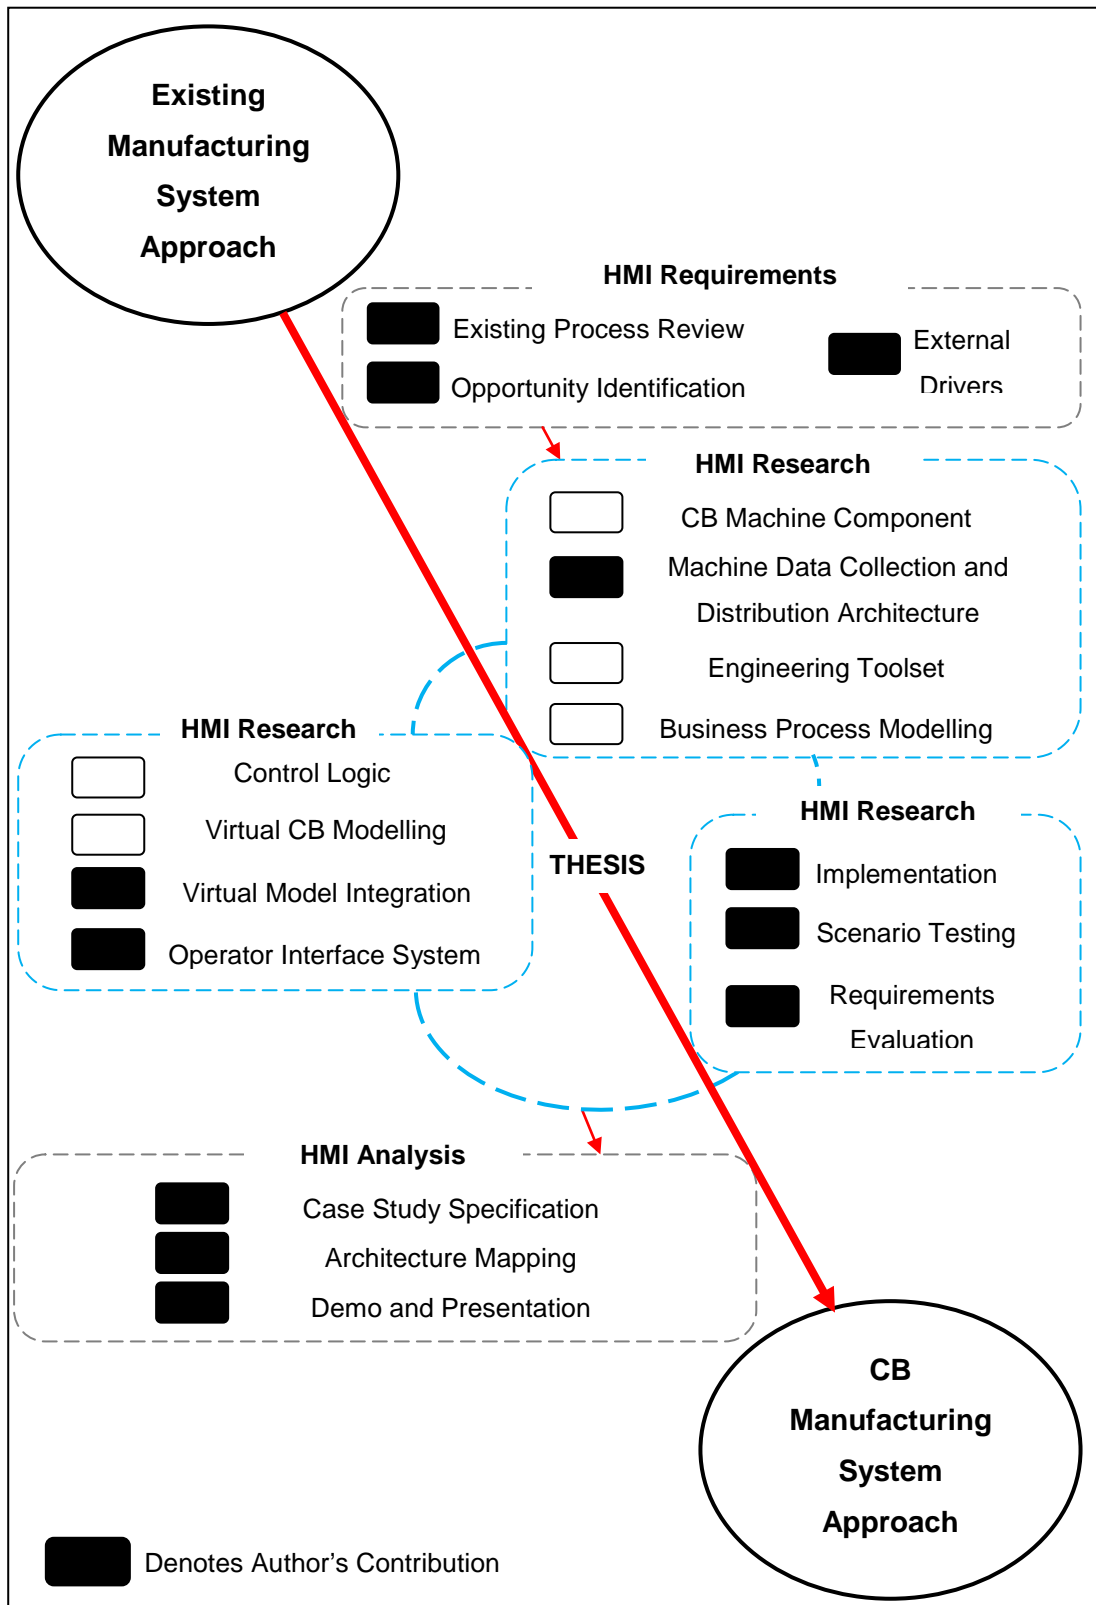 Existing
Manufacturing
System
Approach
HMI Requirements
Existing Process Review
Opportunity Identification
External
Drivers
HMI Research
CB Machine Component
Machine Data Collection and
Distribution Architecture
Engineering Toolset
Business Process Modelling
HMI Research
Control Logic
Virtual CB Modelling
Virtual Model Integration
Operator Interface System
THESIS
HMI Research
Implementation
Scenario Testing
Requirements
Evaluation
HMI Analysis
Case Study Specification
Architecture Mapping
Demo and Presentation
CB
Manufacturing
System
Approach
Denotes Author's Contribution